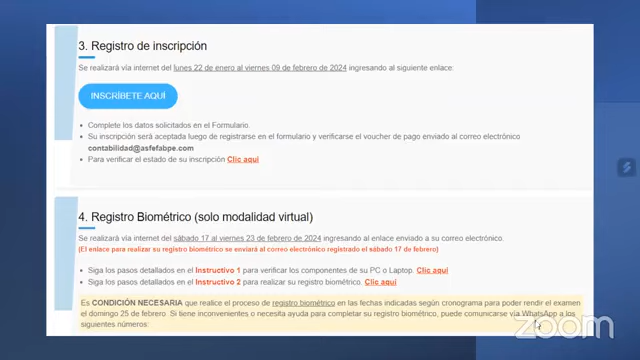 3. Registro de inscripción
Se realizará vía internet del lunes 22 de enero al viernes 09 de febrero de 2024 ingresando al siguiente enlace:
INSCRÍBETE AQUÍ
Complete los datos solicitados en el Formulario.
Su inscripción será aceptada luego de registrarse en el formulario y verificarse el voucher de pago enviado al correo electrónico
contabilidad@asfefabpe.com
Para verificar el estado de su inscripción Clic aquí
4. Registro Biométrico (solo modalidad virtual)
Se realizará vía internet del sábado 17 al viernes 23 de febrero de 2024 ingresando al enlace enviado a su correo electrónico.
(El enlace para realizar su registro biométrico se enviará al correo electrónico registrado el sábado 17 de febrero)
Siga los pasos detallados en el Instructivo 1 para verificar los componentes de su PC o Laptop. Clic aquí
Siga los pasos detallados en el Instructivo 2 para realizar su registro biométrico. Clic aquí
Es CONDICIÓN NECESARIA que realice el proceso de registro biométrico en las fechas indicadas según cronograma para poder rendir el examen
el domingo 25 de febrero. Si tiene inconvenientes o necesita ayuda para completar su registro biométrico, puede comunicarse vía WhatsApp a los
siguientes números:
zoom